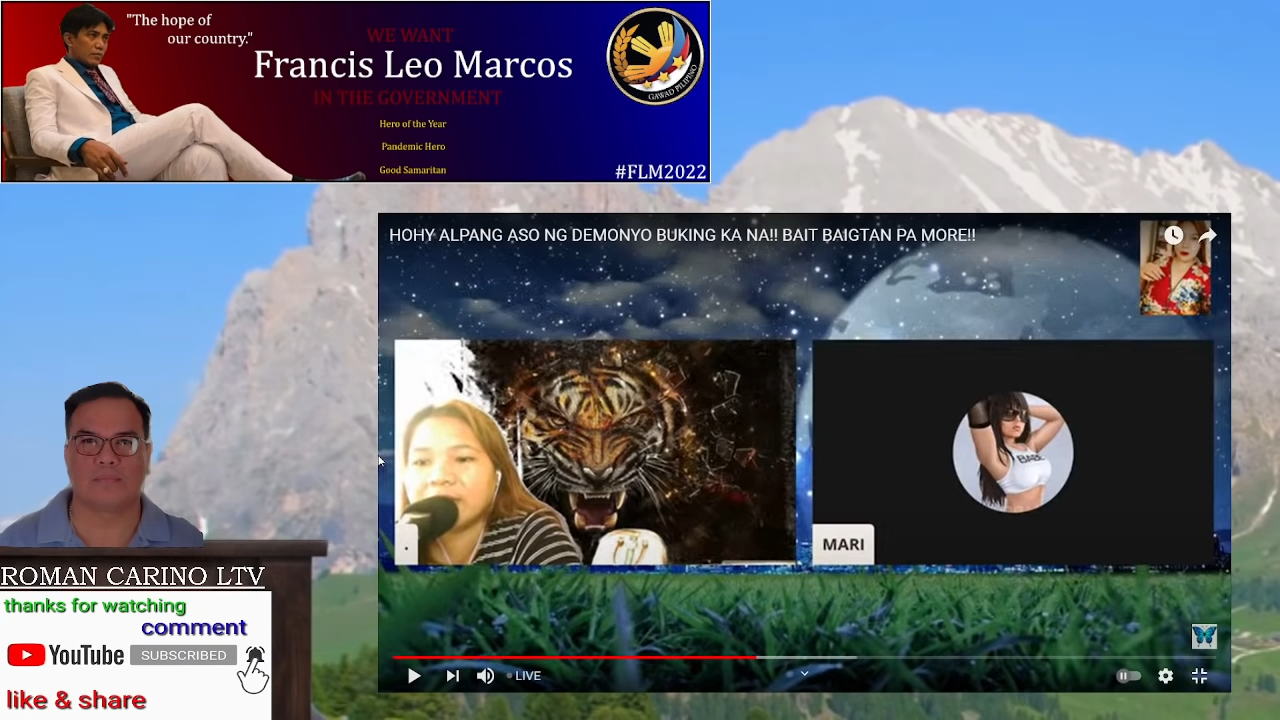 "The hope of
our country."
WE WANT
Francis Leo Marcos
IN THE GOVERNMENT
Hero of the Year
Pandemic Hero
Good Samaritan
#FLM2022
GAWAD PILIPINO
HOHY ALPANG ASO NG DEMONYO BUKING KA NA!! BAIT BAIGTAN PA MORE!!
BABE
MARI
LIVE
ROMAN CARINO LTV
thanks for watching
comment
YouTube SUBSCRIBED
like & share